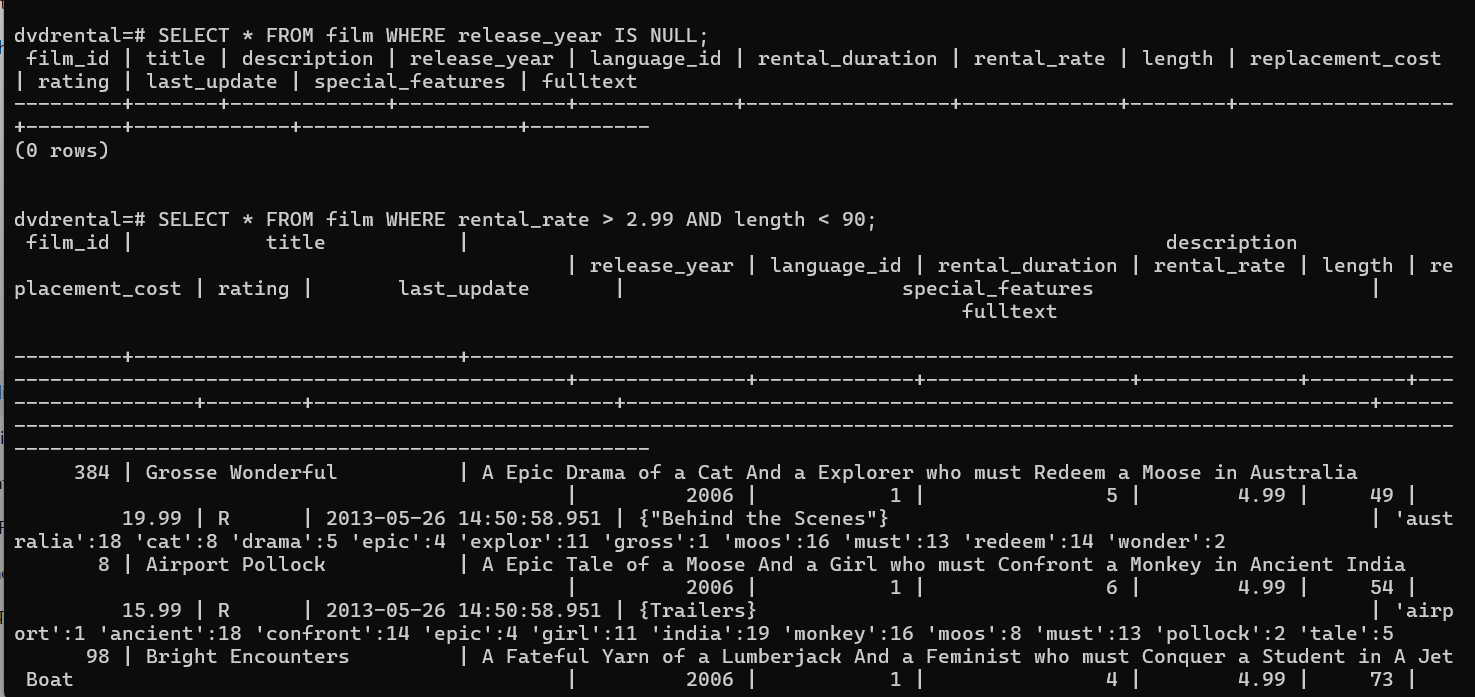 dvdrental=# SELECT * FROM film WHERE release_year IS NULL;
 film_id | title | description | release_year | language_id | rental_duration | rental_rate | length | replacement_cost
| rating | last_update | special_features | fulltext
---------+-------+-------------+--------------+-------------+-----------------+-------------+--------+------------------
+--------+-------------+------------------+----------
(0 rows)
dvdrental=# SELECT * FROM film WHERE rental_rate > 2.99 AND length < 90;
 film_id |           title           |                                                          description
                                              | release_year | language_id | rental_duration | rental_rate | length | re
placement_cost | rating |       last_update       |                       special_features                       |
                                                                               fulltext
---------+---------------------------+----------------------------------------------------------------------------------
----------------------------------------------+--------------+-------------+-----------------+-------------+--------+---
---------------+--------+-------------------------+--------------------------------------------------------------+------
------------------------------------------------------------------------------------------------------------------------
-----------------------------------------------------
     384 | Grosse Wonderful          | A Epic Drama of a Cat And a Explorer who must Redeem a Moose in Australia
                                              |         2006 |           1 |               5 |        4.99 |     49 |
         19.99 | R      | 2013-05-26 14:50:58.951 | {"Behind the Scenes"}                                        | 'aust
ralia':18 'cat':8 'drama':5 'epic':4 'explor':11 'gross':1 'moos':16 'must':13 'redeem':14 'wonder':2
       8 | Airport Pollock           | A Epic Tale of a Moose And a Girl who must Confront a Monkey in Ancient India
                                              |         2006 |           1 |               6 |        4.99 |     54 |
         15.99 | R      | 2013-05-26 14:50:58.951 | {Trailers}                                                   | 'airp
ort':1 'ancient':18 'confront':14 'epic':4 'girl':11 'india':19 'monkey':16 'moos':8 'must':13 'pollock':2 'tale':5
      98 | Bright Encounters         | A Fateful Yarn of a Lumberjack And a Feminist who must Conquer a Student in A Jet
 Boat                                         |         2006 |           1 |               4 |        4.99 |     73 |